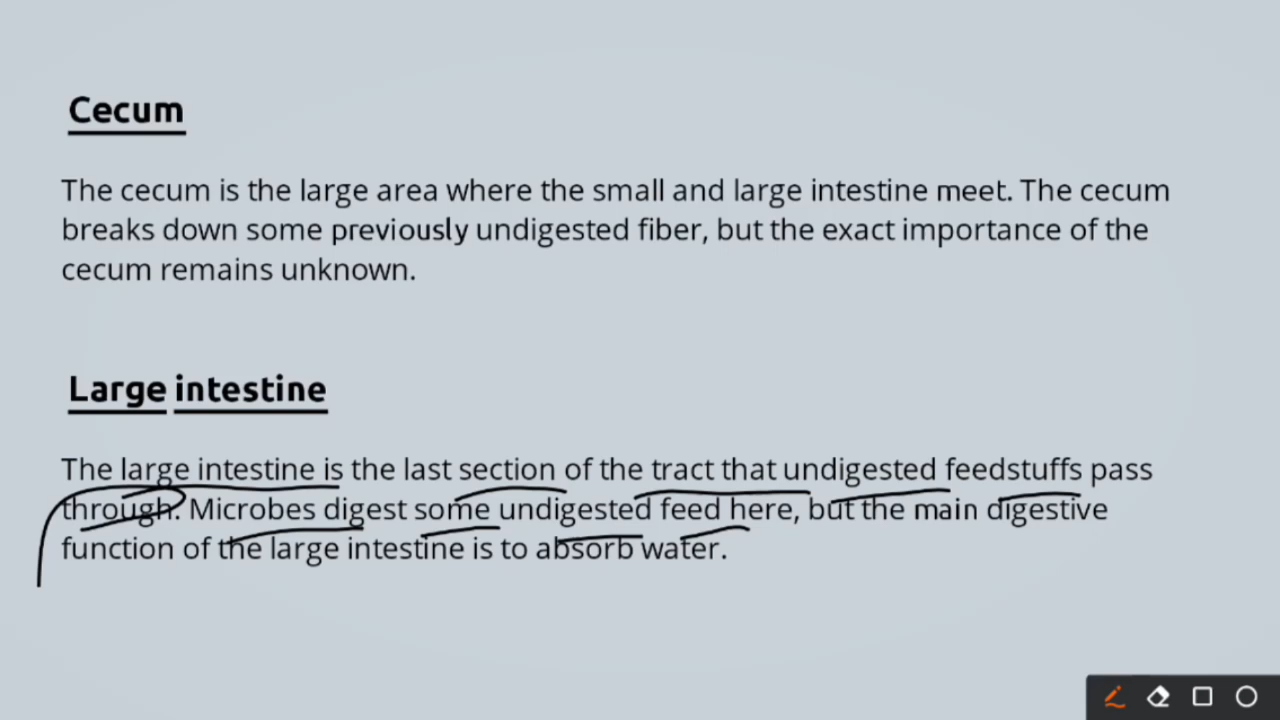 Cecum
The cecum is the large area where the small and large intestine meet. The cecum
breaks down some previously undigested fiber, but the exact importance of the
cecum remains unknown.
Large intestine
The large intestine is the last section of the tract that undigested feedstuffs pass
through. Microbes digest some undigested feed here, but the main digestive
function of the large intestine is to absorb water.